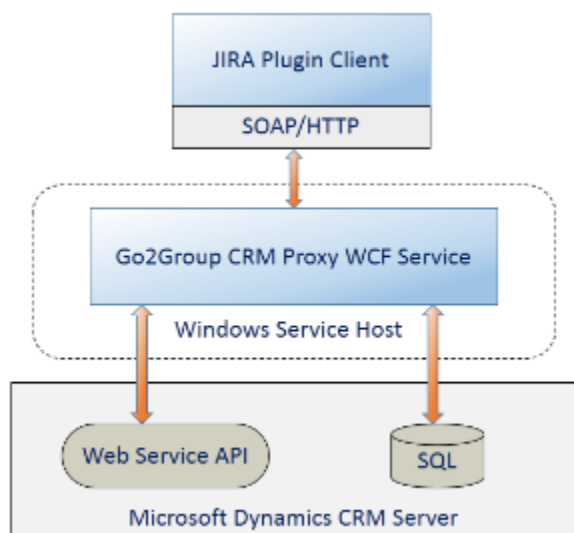 JIRA Plugin Client
SOAP/HTTP
Go2Group CRM Proxy WCF Service
Windows Service Host
Web Service API
SQL
Microsoft Dynamics CRM Server